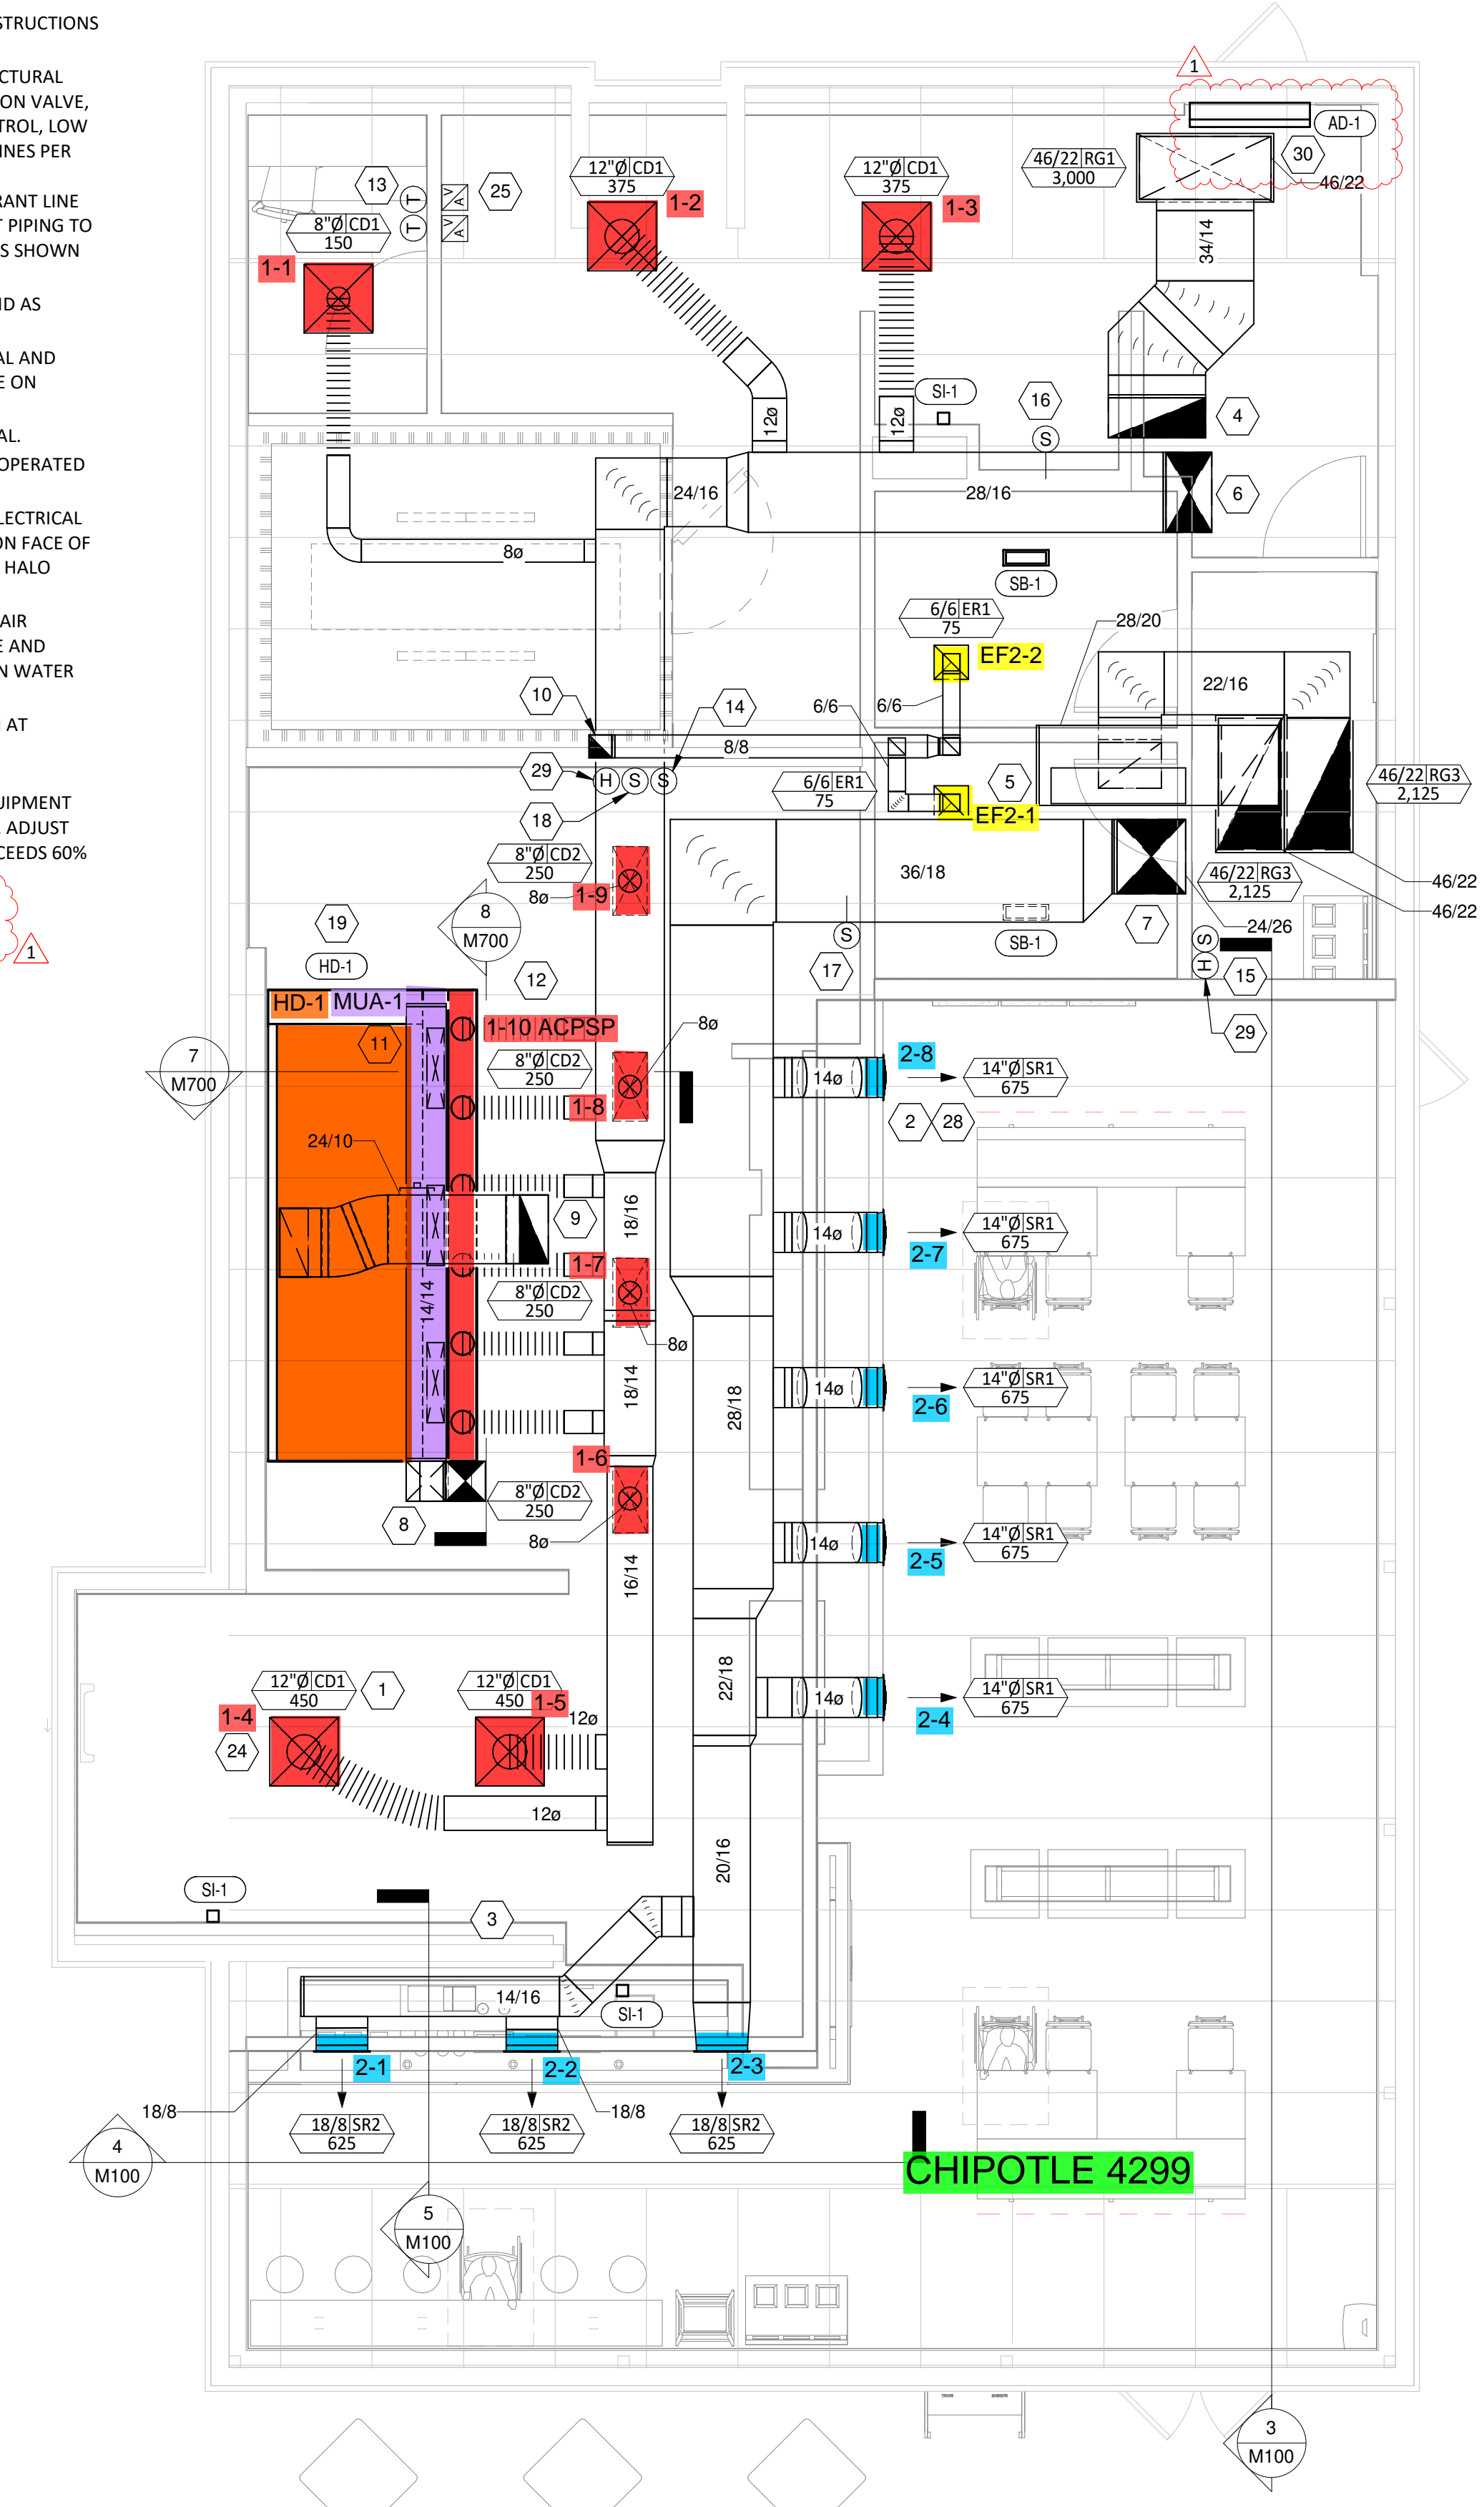 STRUCTIONS
CTURAL
ON VALVE,
TROL, LOW
INES PER
RANT LINE
T PIPING TO
S SHOWN
ID AS
AL AND
E ON
AL.
OPERATED
LECTRICAL
ON FACE OF
HALO
AIR
E AND
N WATER
AT
UIPMENT
ADJUST
CEEDS 60%
1
1
AD-1
30
46/22
46/22 RG1
3,000
12"Ø CD1
375
1-2
12"Ø CD1
375
1-3
13
T
T
A V
A V
25
8"Ø CD1
150
1-1
34/14
SI-1
16
S
4
12ø
12ø
24/16
28/16
6
8ø
SB-1
6/6 ER1
75
28/20
EF2-2
22/16
10
14
6/6
6/6
8/8
29
H
S
S
18
6/6 ER1
75
5
EF2-1
46/22 RG3
2,125
8"Ø CD2
250
8ø
1-9
36/18
46/22 RG3
2,125
46/22
46/22
24/26
8
M700
19
HD-1
12
S
17
SB-1
7
S
H
15
29
HD-1
MUA-1
1-10 ACPSP
11
8ø
7
M700
8"Ø CD2
250
1-8
14ø
2-8
14"Ø SR1
675
2
28
24/10
9
18/16
14ø
2-7
14"Ø SR1
675
1-7
8"Ø CD2
250
14/14
8ø
18/14
28/18
14ø
2-6
14"Ø SR1
675
1-6
8"Ø CD2
250
8
8ø
14ø
2-5
14"Ø SR1
675
16/14
12"Ø CD1
450
1
12"Ø CD1
450
1-4
1-5
12ø
24
22/18
14ø
2-4
14"Ø SR1
675
12ø
20/16
SI-1
3
14/16
SI-1
2-1
2-2
2-3
18/8
18/8
18/8 SR2
625
18/8 SR2
625
18/8 SR2
625
4
M100
CHIPOTLE 4299
5
M100
3
M100